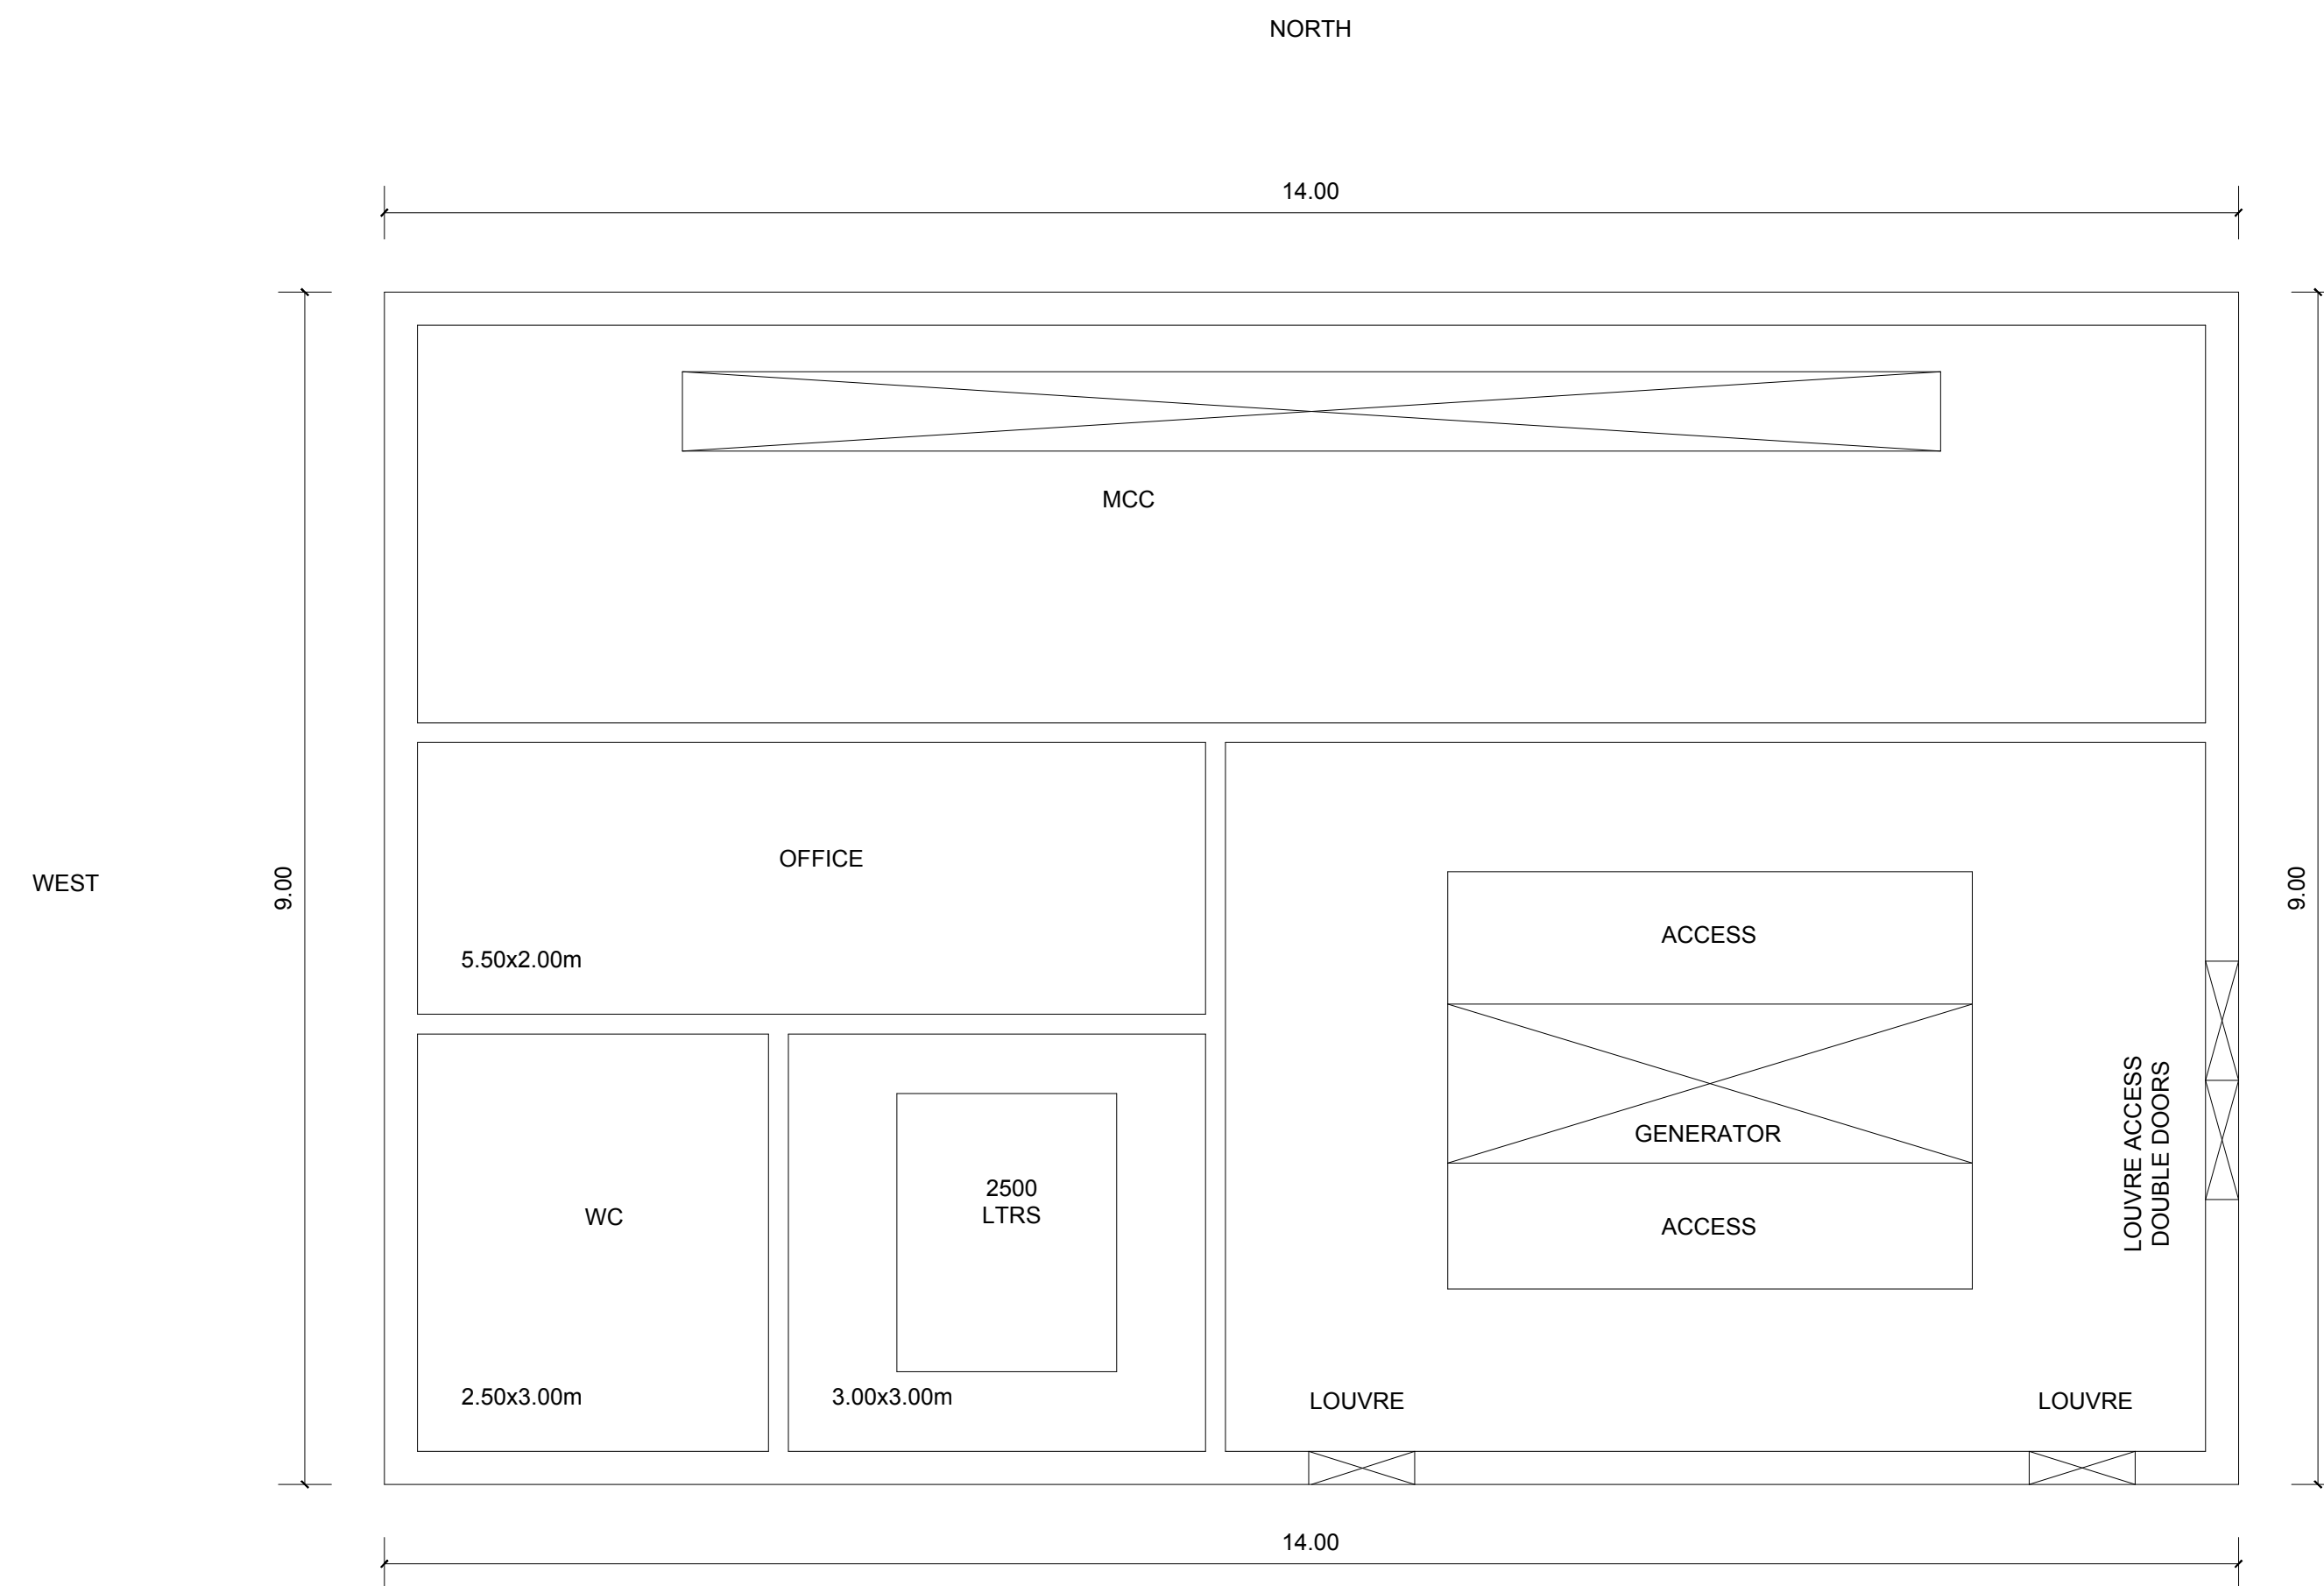 NORTH
14.00
MCC
OFFICE
WEST
9.00
9.00
ACCESS
5.50x2.00m
GENERATOR
LOUVRE ACCESS
DOUBLE DOORS
2500
LTRS
WC
ACCESS
2.50x3.00m
3.00x3.00m
LOUVRE
LOUVRE
14.00